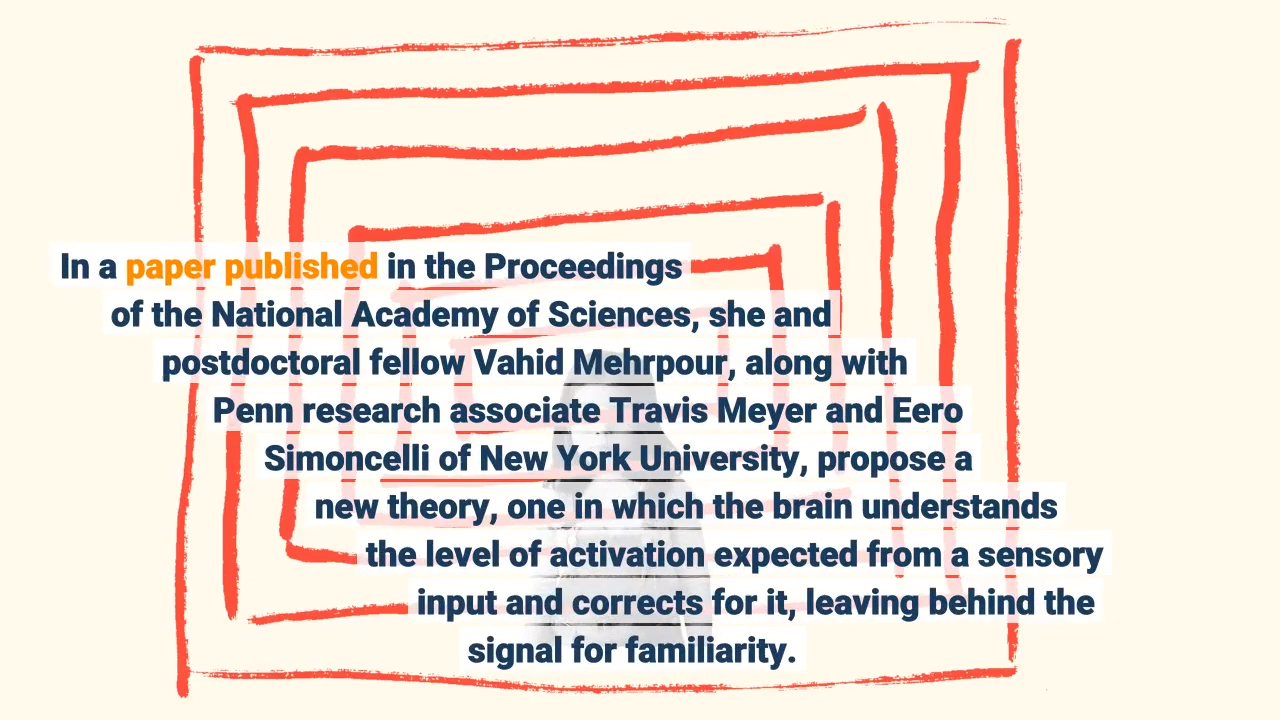 In a paper published in the Proceedings
of the National Academy of Sciences, she and
postdoctoral fellow Vahid Mehrpour, along with
Penn research associate Travis Meyer and Eero
Simoncelli of New York University, propose a
new theory, one in which the brain understands
the level of activation expected from a sensory
input and corrects for it, leaving behind the
signal for familiarity.